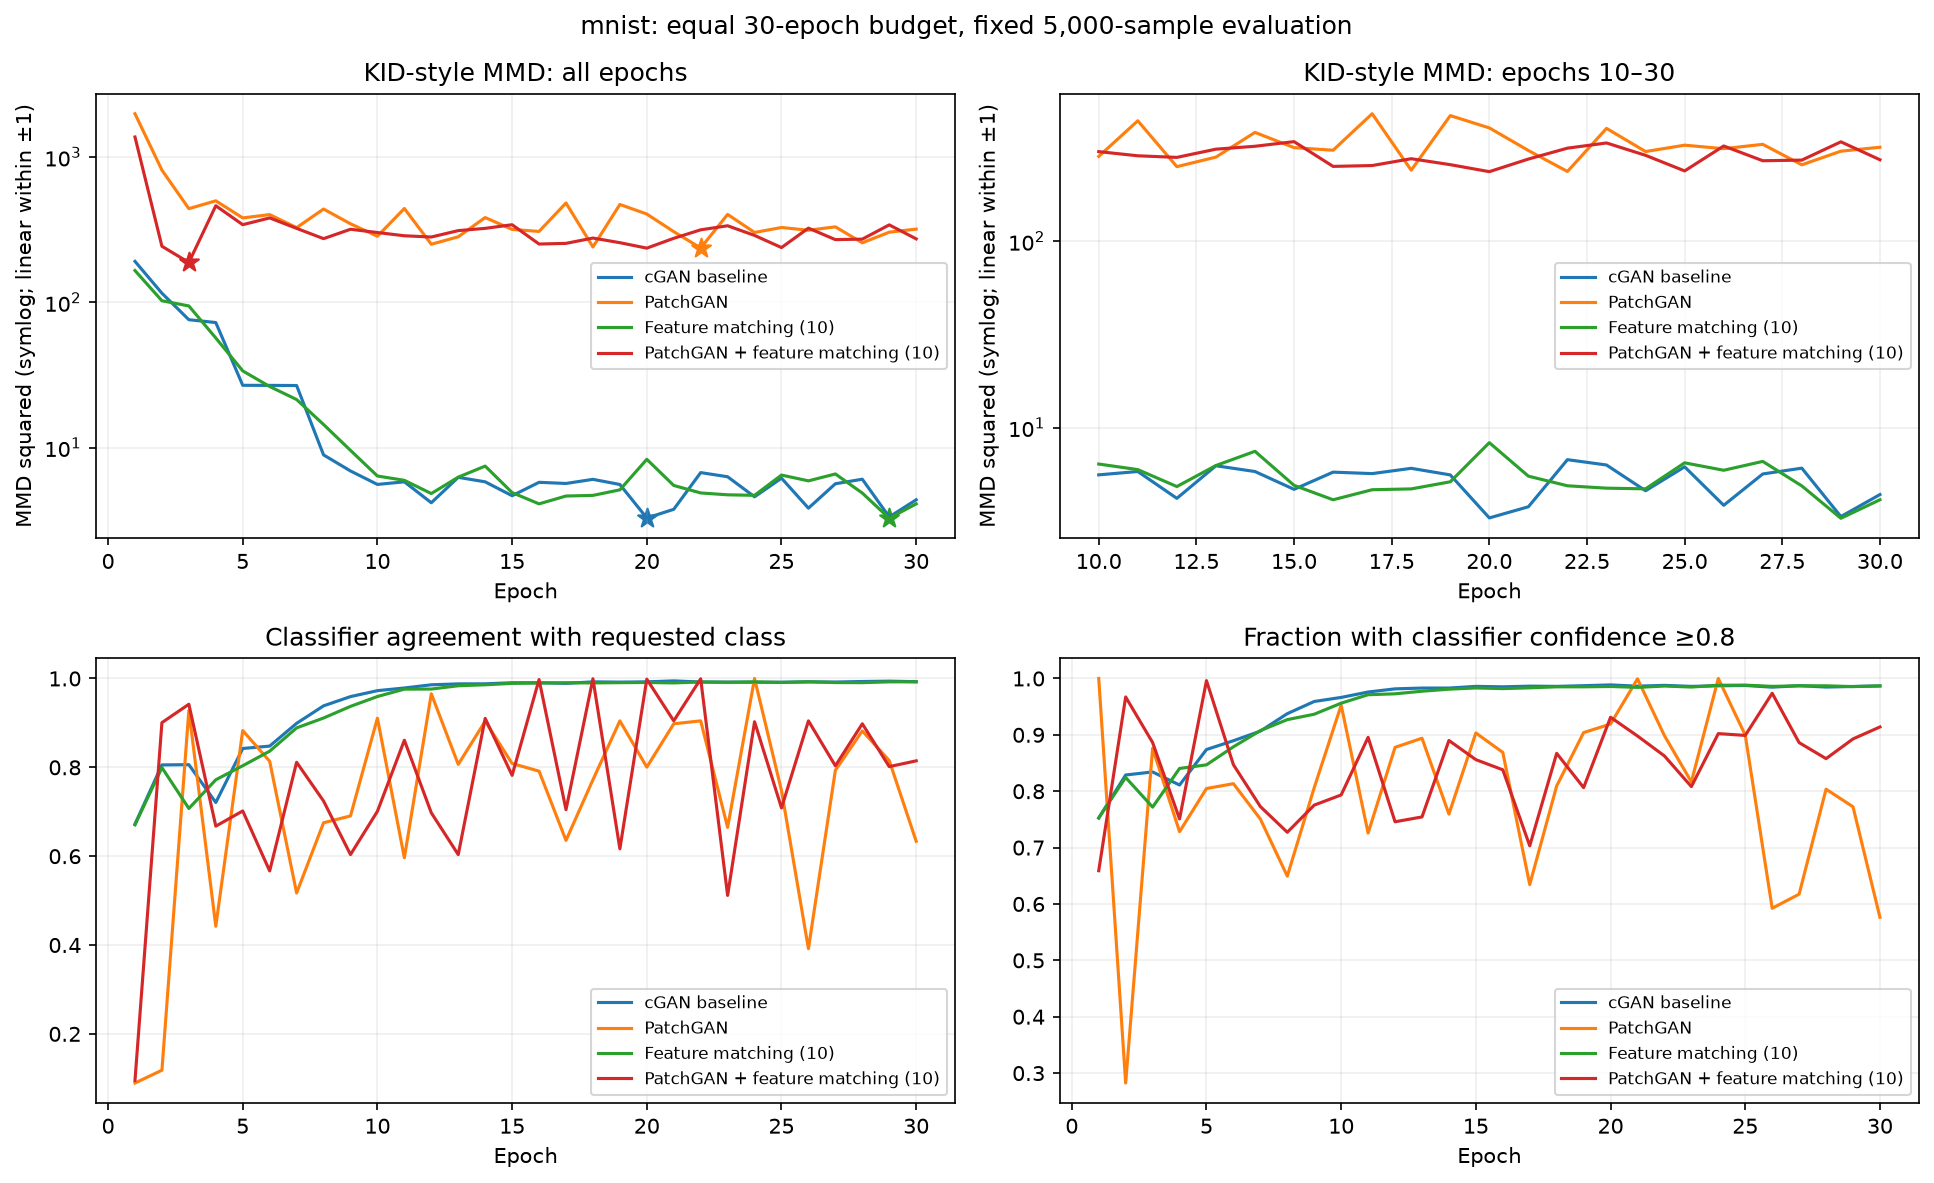 mnist: equal 30-epoch budget, fixed 5,000-sample evaluation
KID-style MMD: all epochs
MMD squared (symlog; linear within ±1)
10³
10²
10¹
cGAN baseline
PatchGAN
Feature matching (10)
PatchGAN + feature matching (10)
0 5 10 15 20 25 30
Epoch
KID-style MMD: epochs 10–30
MMD squared (symlog; linear within ±1)
10²
10¹
cGAN baseline
PatchGAN
Feature matching (10)
PatchGAN + feature matching (10)
10.0 12.5 15.0 17.5 20.0 22.5 25.0 27.5 30.0
Epoch
Classifier agreement with requested class
1.0
0.8
0.6
0.4
0.2
cGAN baseline
PatchGAN
Feature matching (10)
PatchGAN + feature matching (10)
0 5 10 15 20 25 30
Epoch
Fraction with classifier confidence ≥0.8
1.0
0.9
0.8
0.7
0.6
0.5
0.4
0.3
cGAN baseline
PatchGAN
Feature matching (10)
PatchGAN + feature matching (10)
0 5 10 15 20 25 30
Epoch